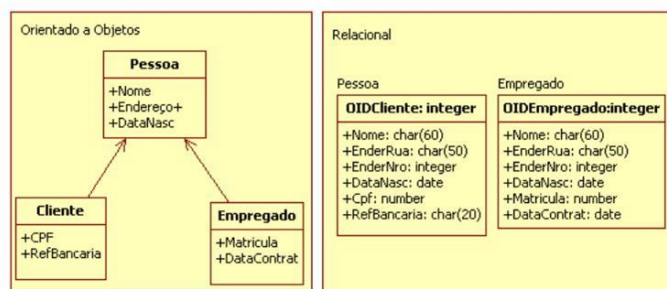 Orientado a Objetos
Pessoa
+Nome
+Endereço+
+DataNasc
Cliente
+CPF
+RefBancaria
Empregado
+Matricula
+DataContrat
Relacional
Pessoa
OIDCliente: integer
+Nome: char(60)
+EnderRua: char(50)
+EnderNro: integer
+DataNasc: date
+Cpf: number
+RefBancaria: char(20)
Empregado
OIDEmpregado:integer
+Nome: char(60)
+EnderRua: char(50)
+EnderNro: integer
+DataNasc: date
+Matricula: number
+DataContrat: date